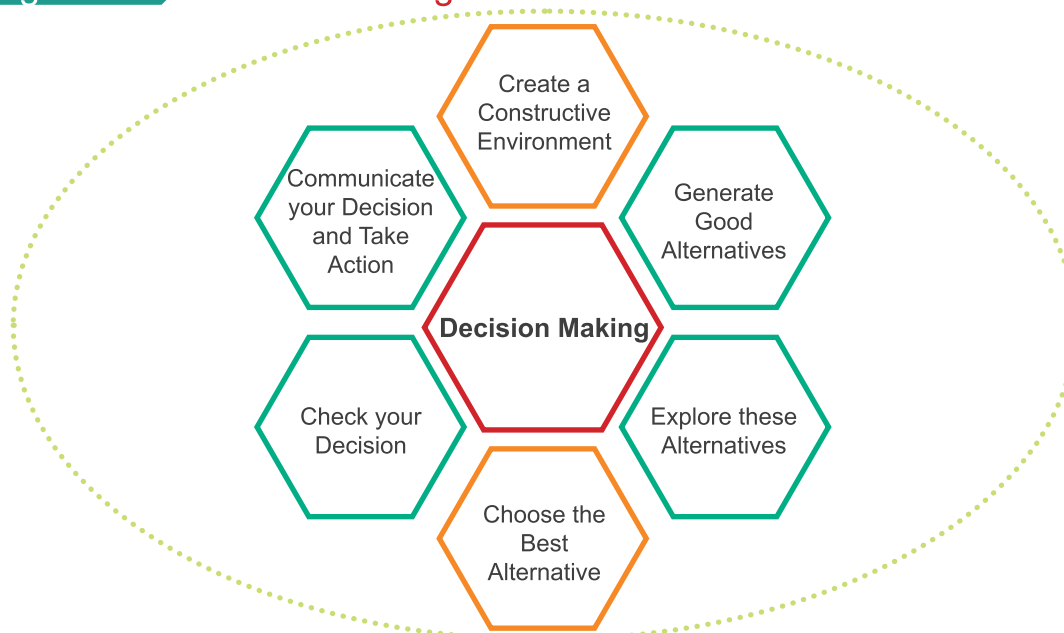 Create a
Constructive
Environment
Generate
Good
Alternatives
Explore these
Alternatives
Choose the
Best
Alternative
Check your
Decision
Communicate
your Decision
and Take
Action
Decision Making